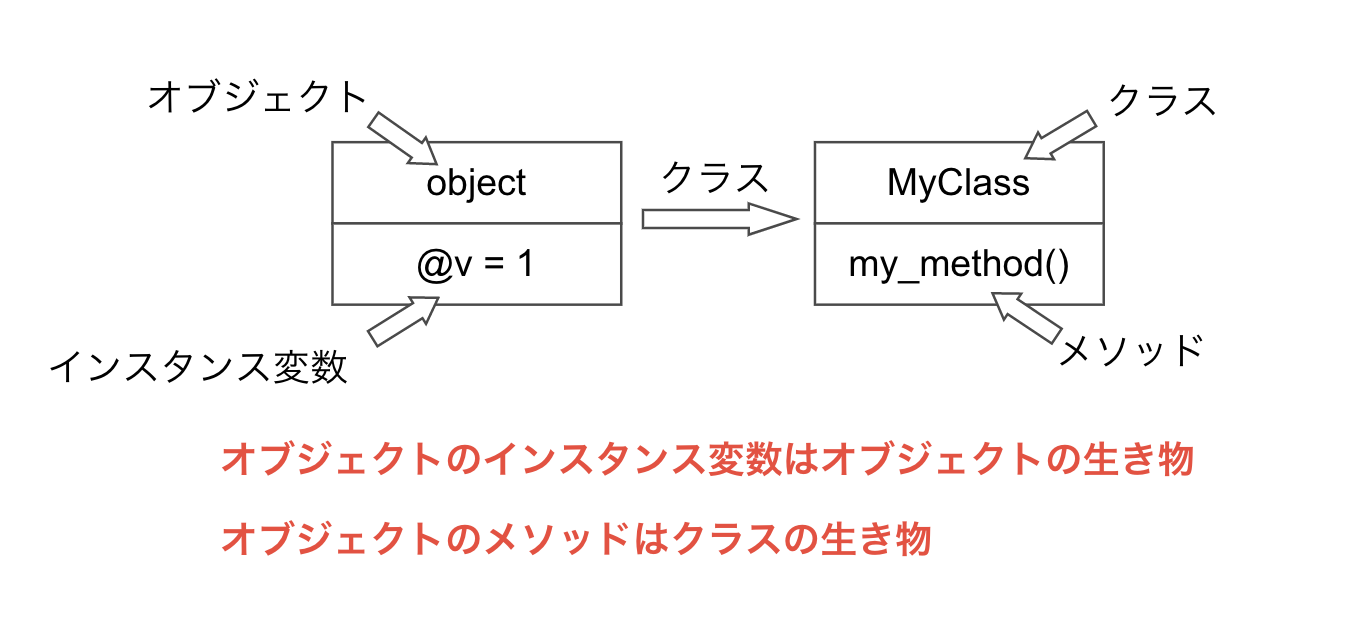 オブジェクト
クラス
object
クラス
MyClass
@v = 1
my_method()
インスタンス変数
メソッド
オブジェクトのインスタンス変数はオブジェクトの生き物
オブジェクトのメソッドはクラスの生き物